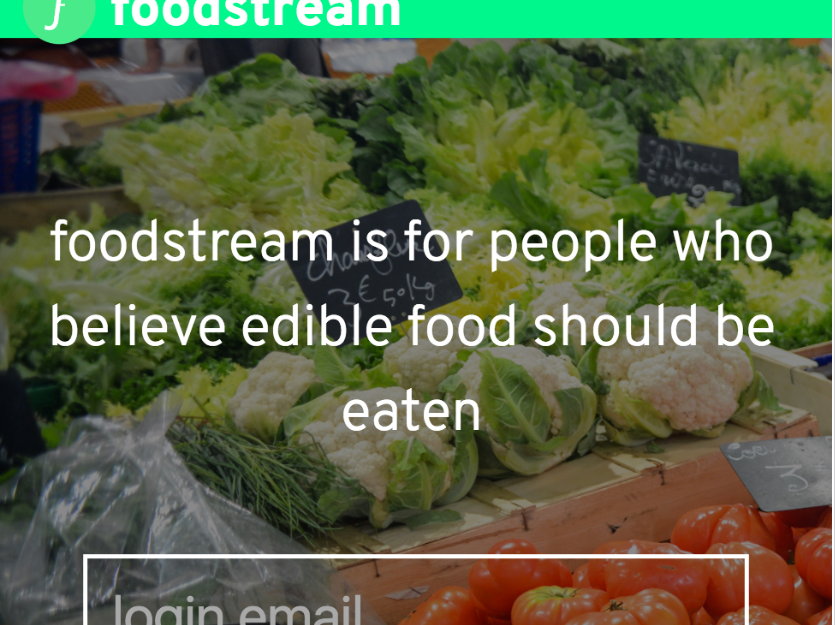 f foodstream
foodstream is for people who
believe edible food should be
eaten
login email